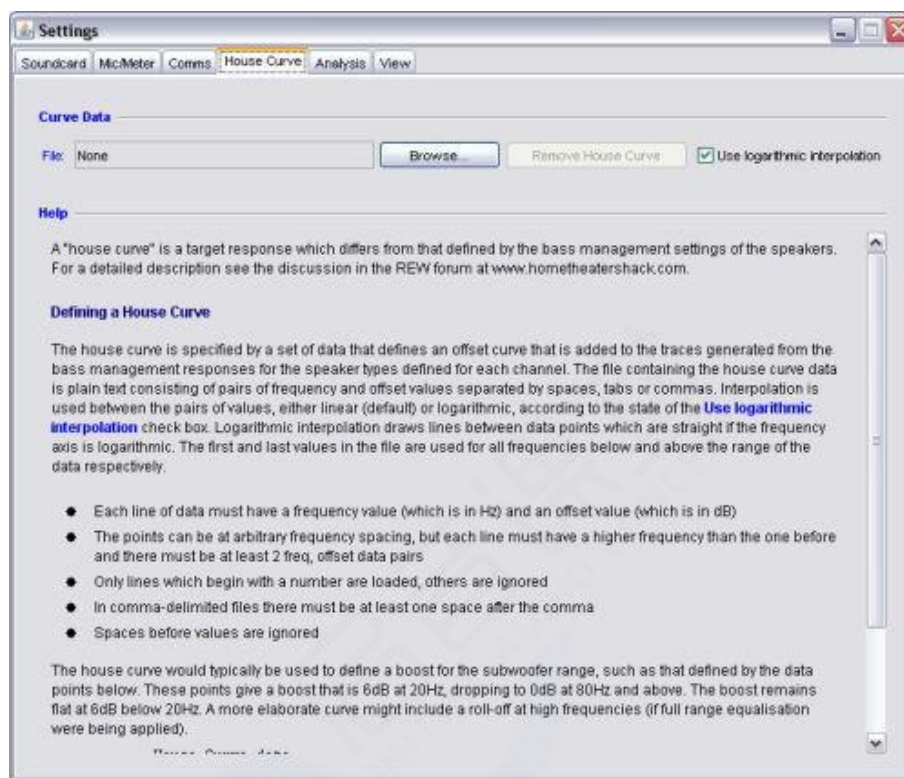 Settings
Soundcard Mic/Meter Comms House Curve Analysis View
Curve Data
File: None Browse... Remove House Curve Use logarithmic interpolation
Help
A "house curve" is a target response which differs from that defined by the bass management settings of the speakers.
For a detailed description see the discussion in the REW forum at www.hometheatershack.com.
Defining a House Curve
The house curve is specified by a set of data that defines an offset curve that is added to the traces generated from the
bass management responses for the speaker types defined for each channel. The file containing the house curve data
is plain text consisting of pairs of frequency and offset values separated by spaces, tabs or commas. Interpolation is
used between the pairs of values, either linear (default) or logarithmic, according to the state of the Use logarithmic
interpolation check box. Logarithmic interpolation draws lines between data points which are straight if the frequency
axis is logarithmic. The first and last values in the file are used for all frequencies below and above the range of the
data respectively.
Each line of data must have a frequency value (which is in Hz) and an offset value (which is in dB)
The points can be at arbitrary frequency spacing, but each line must have a higher frequency than the one before
and there must be at least 2 freq, offset data pairs
Only lines which begin with a number are loaded, others are ignored
In comma-delimited files there must be at least one space after the comma
Spaces before values are ignored
The house curve would typically be used to define a boost for the subwoofer range, such as that defined by the data
points below. These points give a boost that is 6dB at 20Hz, dropping to 0dB at 80Hz and above. The boost remains
flat at 6dB below 20Hz. A more elaborate curve might include a roll-off at high frequencies (if full range equalisation
were being applied).